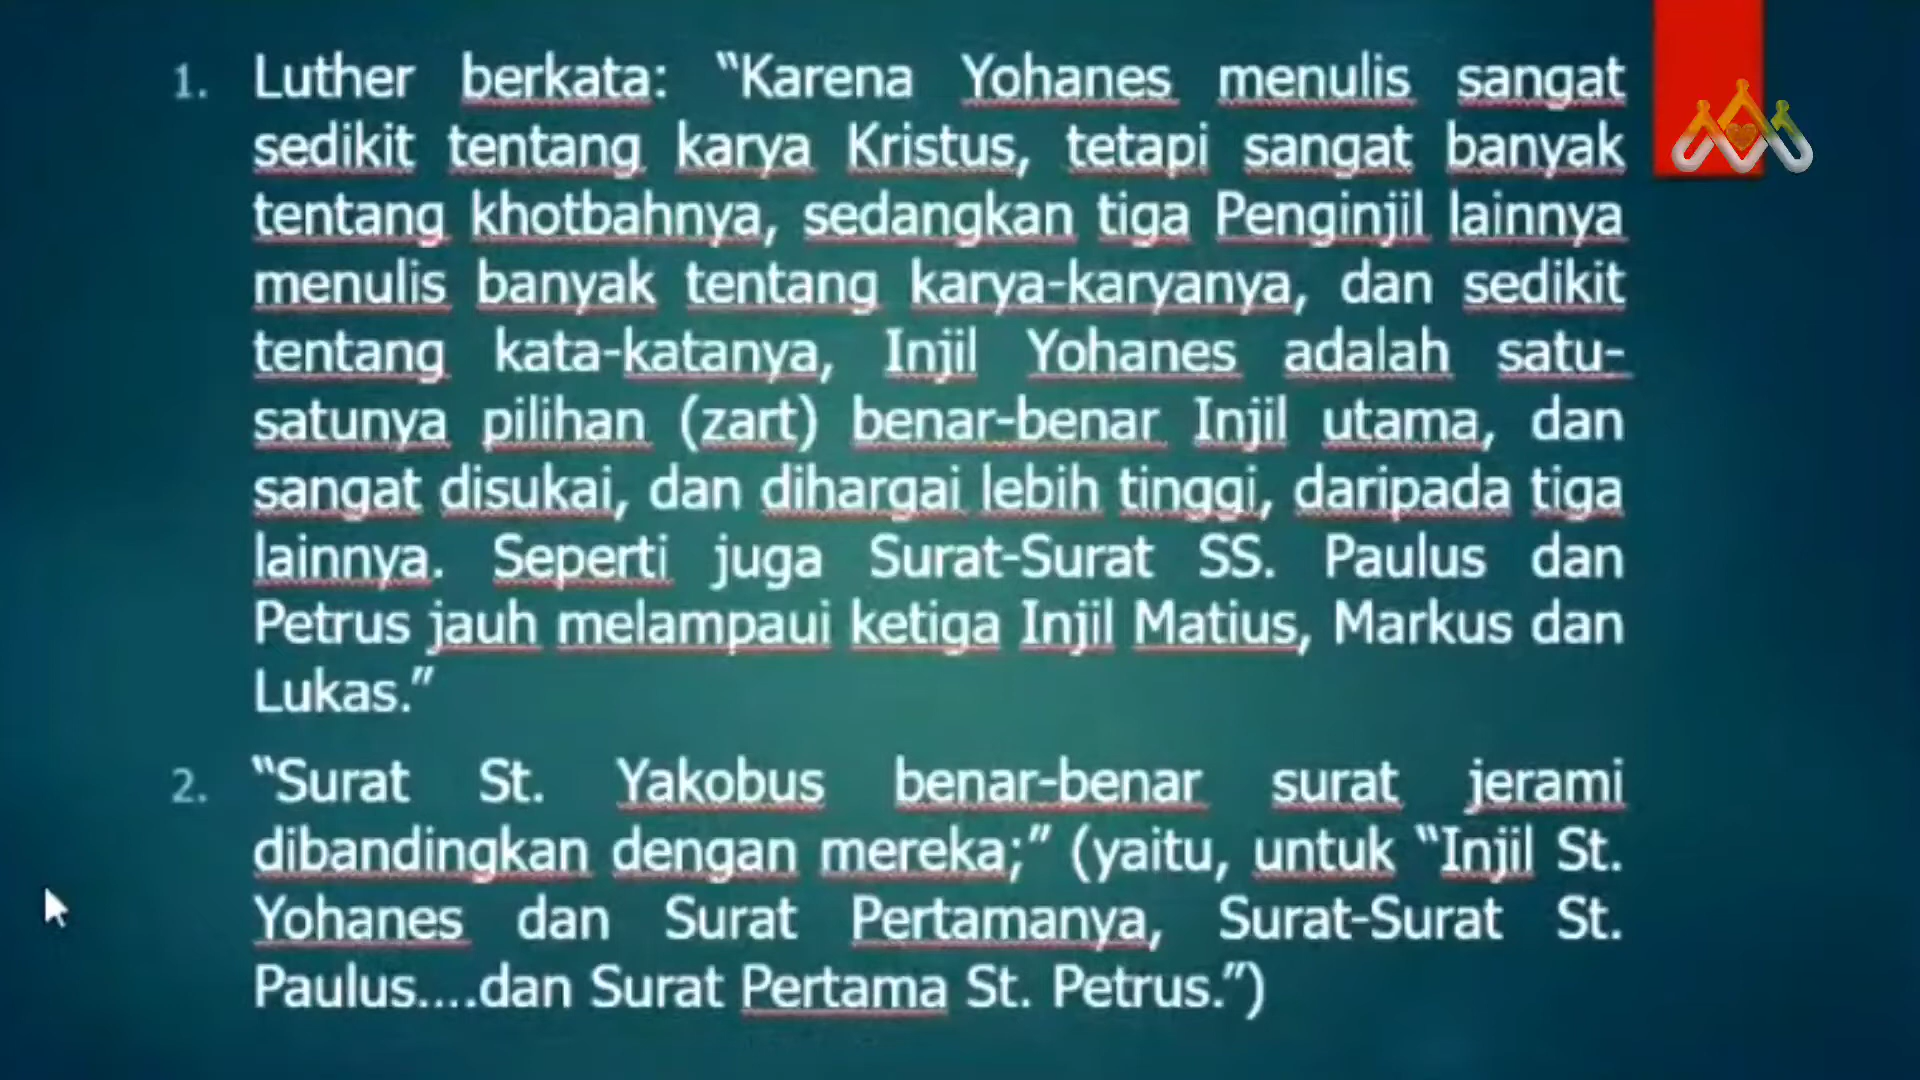 1. Luther berkata: “Karena Yohanes menulis sangat
sedikit tentang karya Kristus, tetapi sangat banyak
tentang khotbahnya, sedangkan tiga Penginjil lainnya
menulis banyak tentang karya-karyanya, dan sedikit
tentang kata-katanya, Injil Yohanes adalah satu-
satunya pilihan (zart) benar-benar Injil utama, dan
sangat disukai, dan dihargai lebih tinggi, daripada tiga
lainnya. Seperti juga Surat-Surat SS. Paulus dan
Petrus jauh melampaui ketiga Injil Matius, Markus dan
Lukas.”
2. “Surat St. Yakobus benar-benar surat jerami
dibandingkan dengan mereka;” (yaitu, untuk “Injil St.
Yohanes dan Surat Pertamanya, Surat-Surat St.
Paulus....dan Surat Pertama St. Petrus.”)